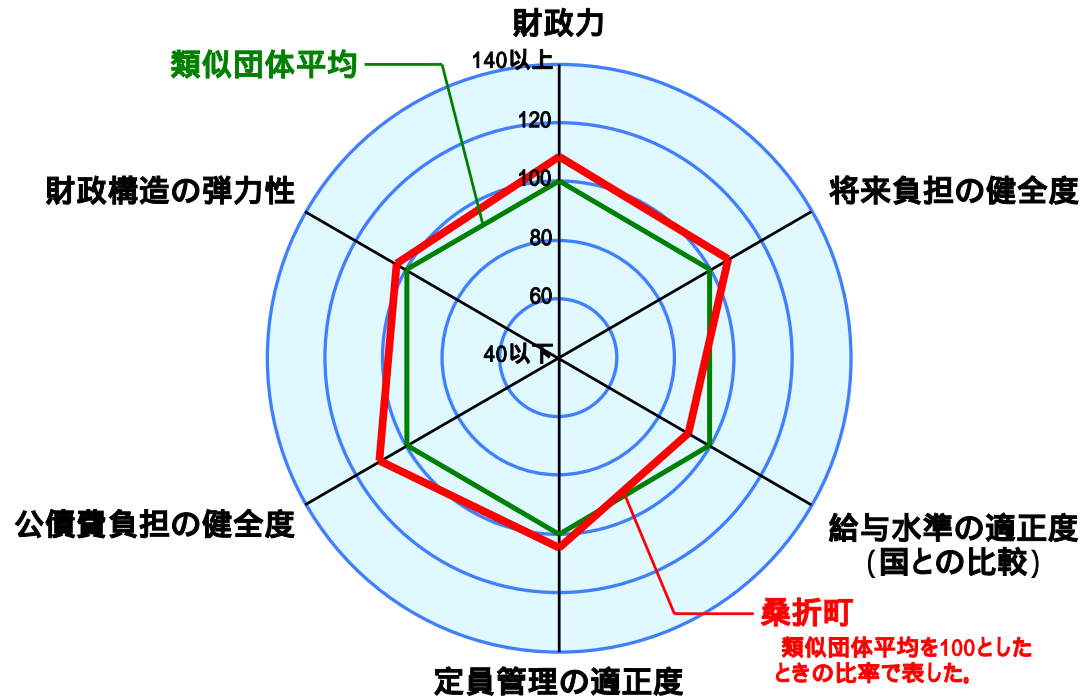 財政力
類似団体平均
140以上
120
100
80
60
40以下
財政構造の弾力性
将来負担の健全度
公債費負担の健全度
給与水準の適正度
(国との比較)
桑折町
類似団体平均を100とした
ときの比率で表した。
定員管理の適正度